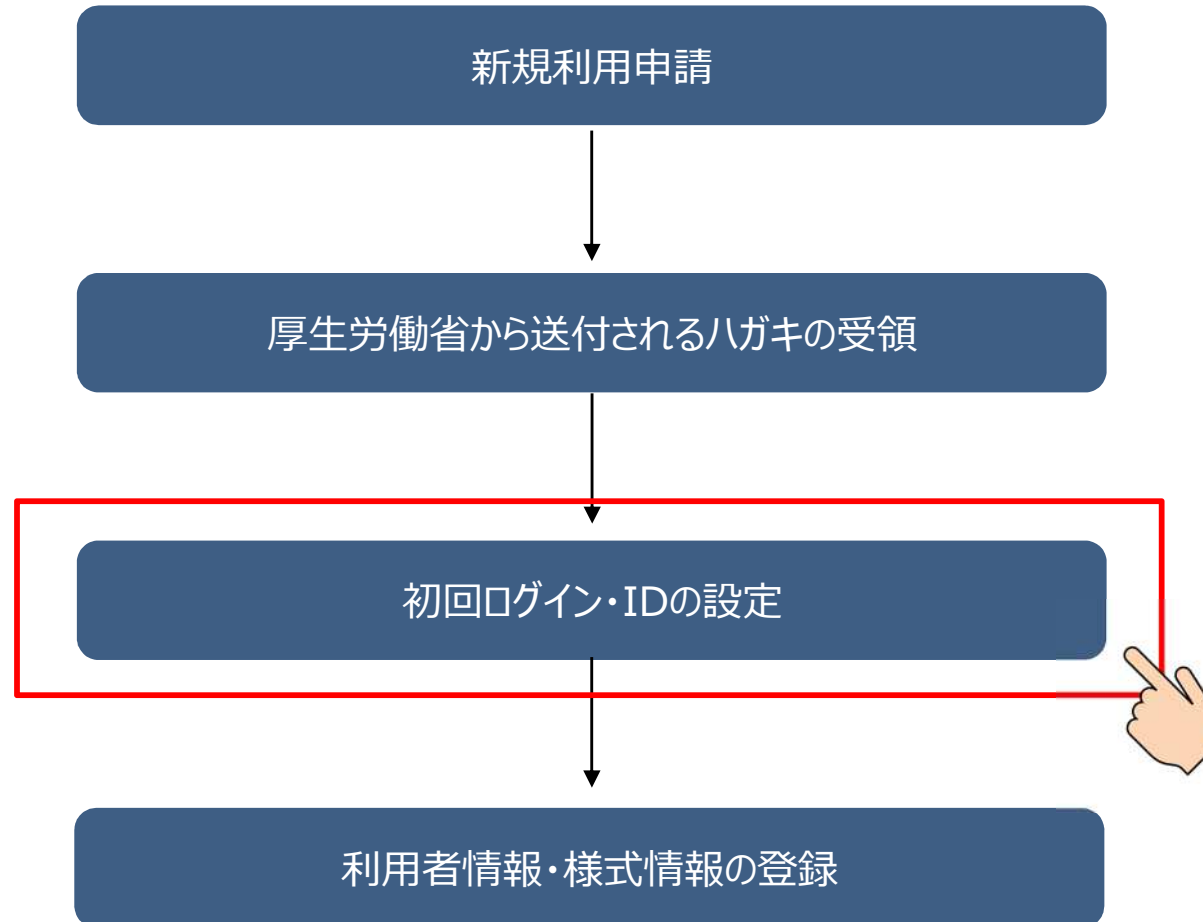 新規利用申請
厚生労働省から送付されるハガキの受領
初回ログイン・IDの設定
利用者情報・様式情報の登録